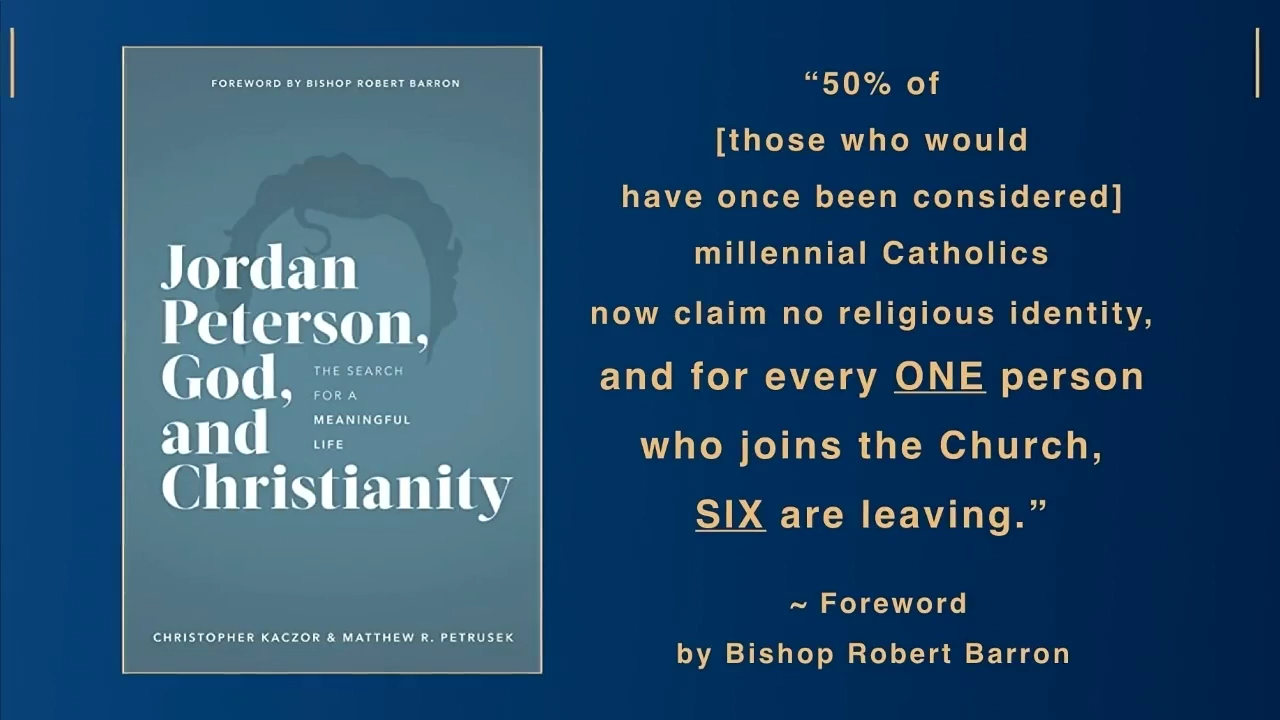 FOREWORD BY BISHOP ROBERT BARRON
Jordan
Peterson,
God,
and
Christianity
THE SEARCH
FOR A
MEANINGFUL
LIFE
CHRISTOPHER KACZOR & MATTHEW R. PETRUSEK
“50% of
[those who would
have once been considered]
millennial Catholics
now claim no religious identity,
and for every ONE person
who joins the Church,
SIX are leaving.”
~ Foreword
by Bishop Robert Barron